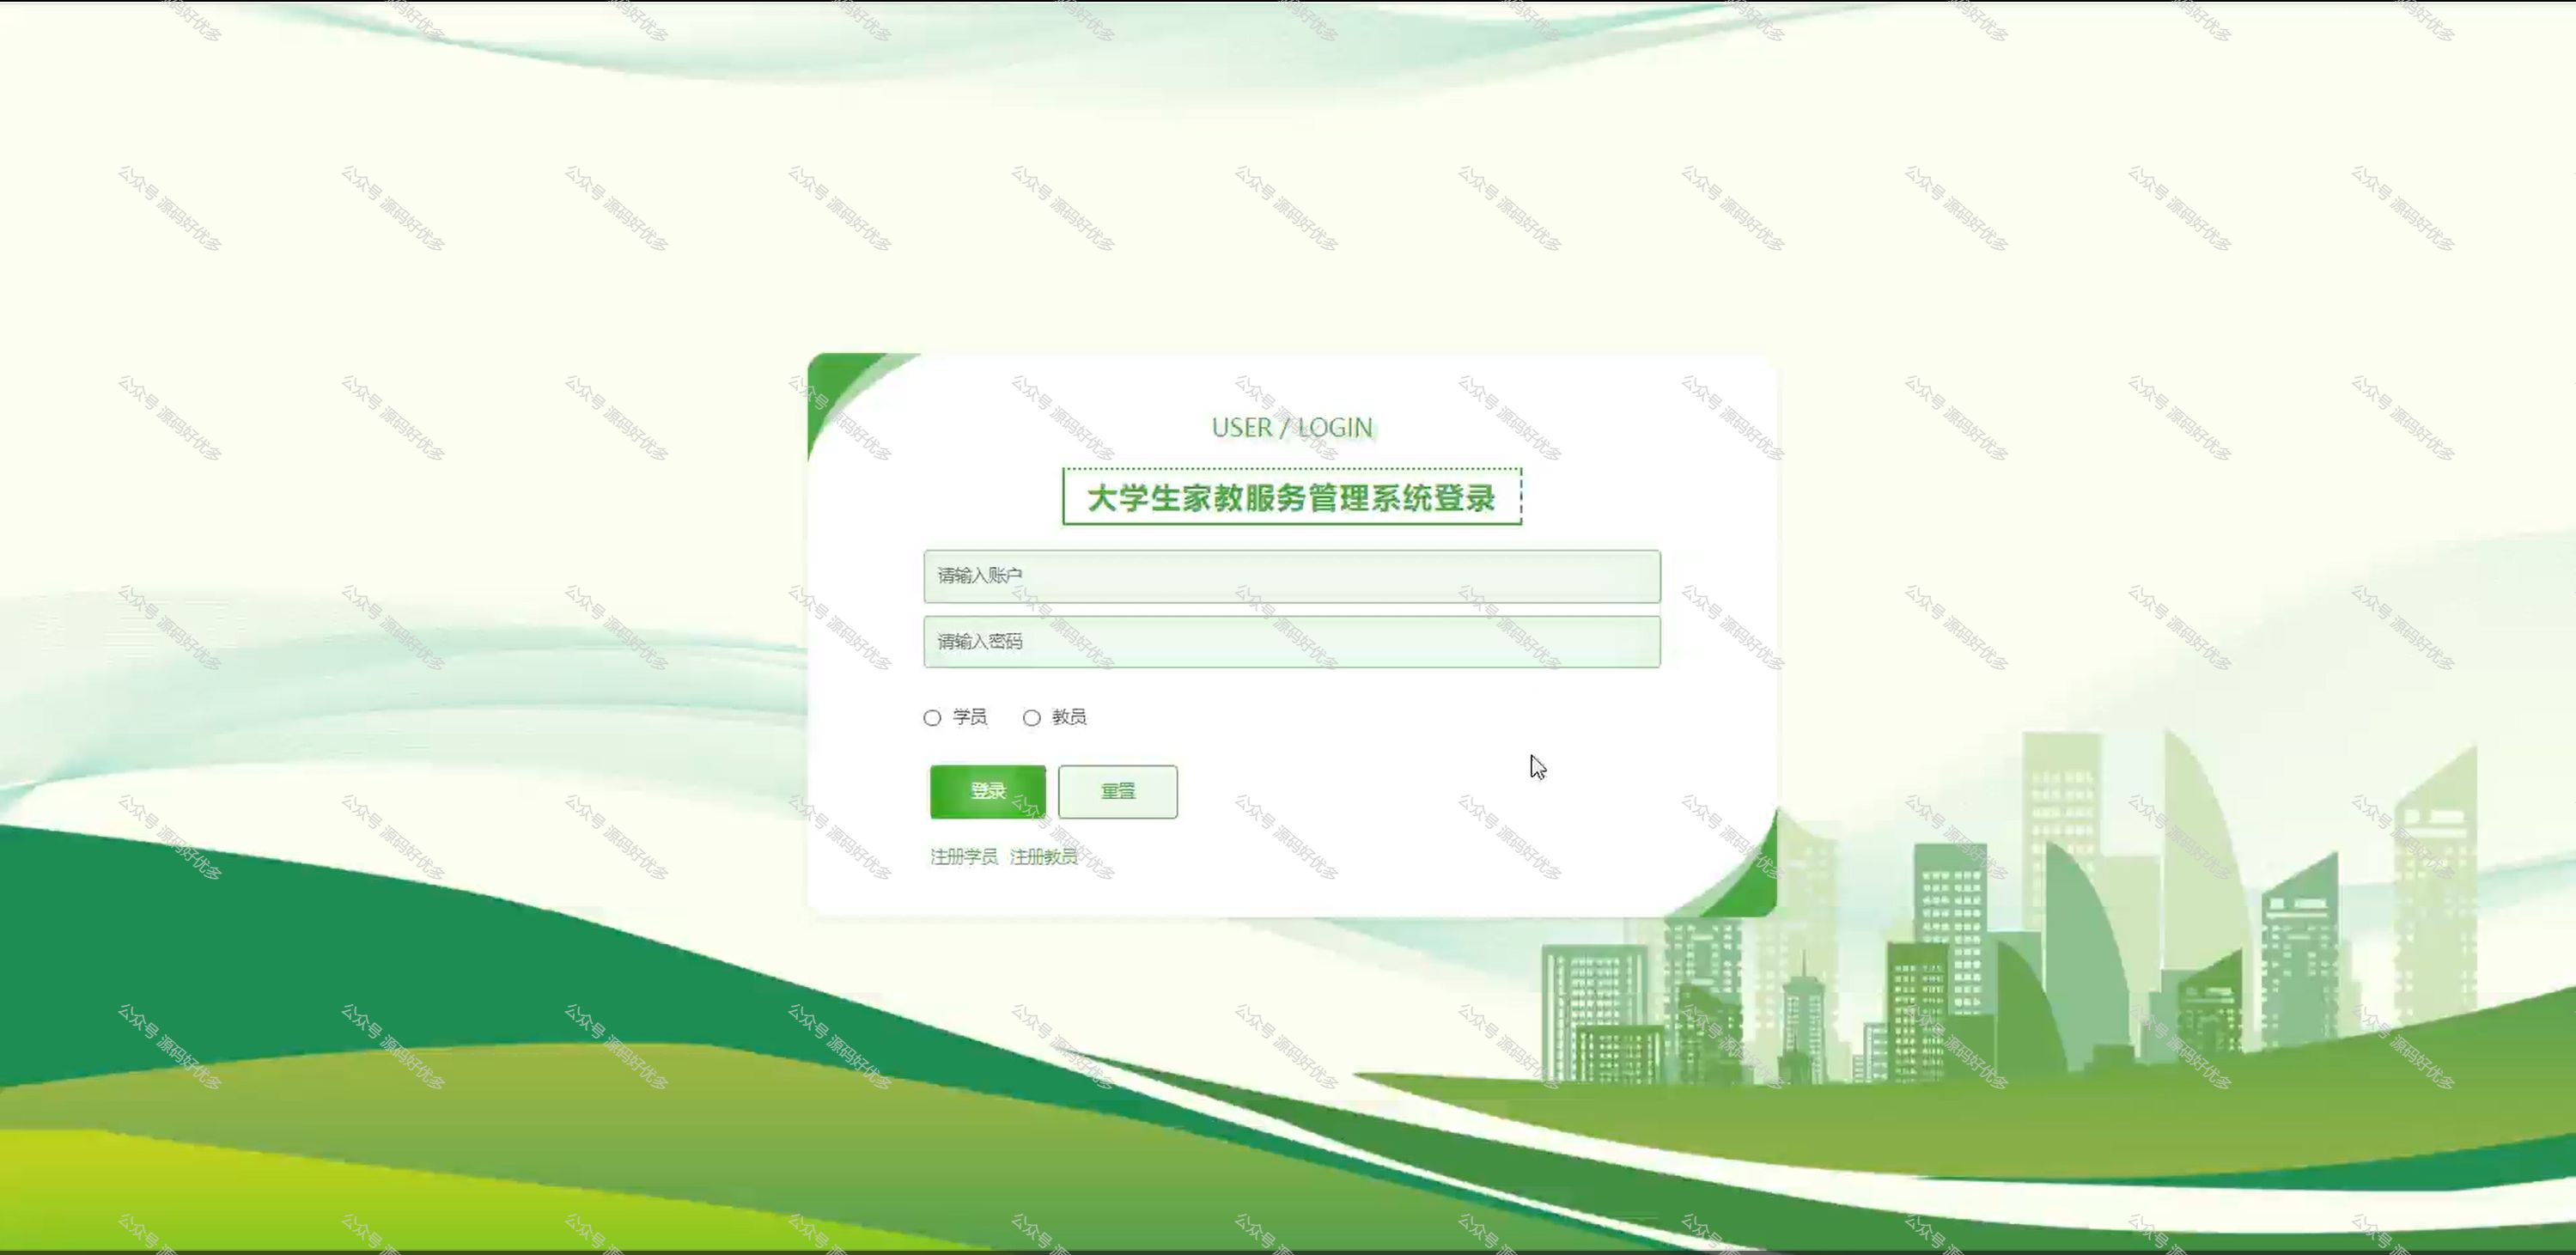 USER / LOGIN
大学生家教服务管理系统登录
请输入账户
请输入密码
学员 教员
登录 重置
注册学员 注册教员
公众号 源码好优多